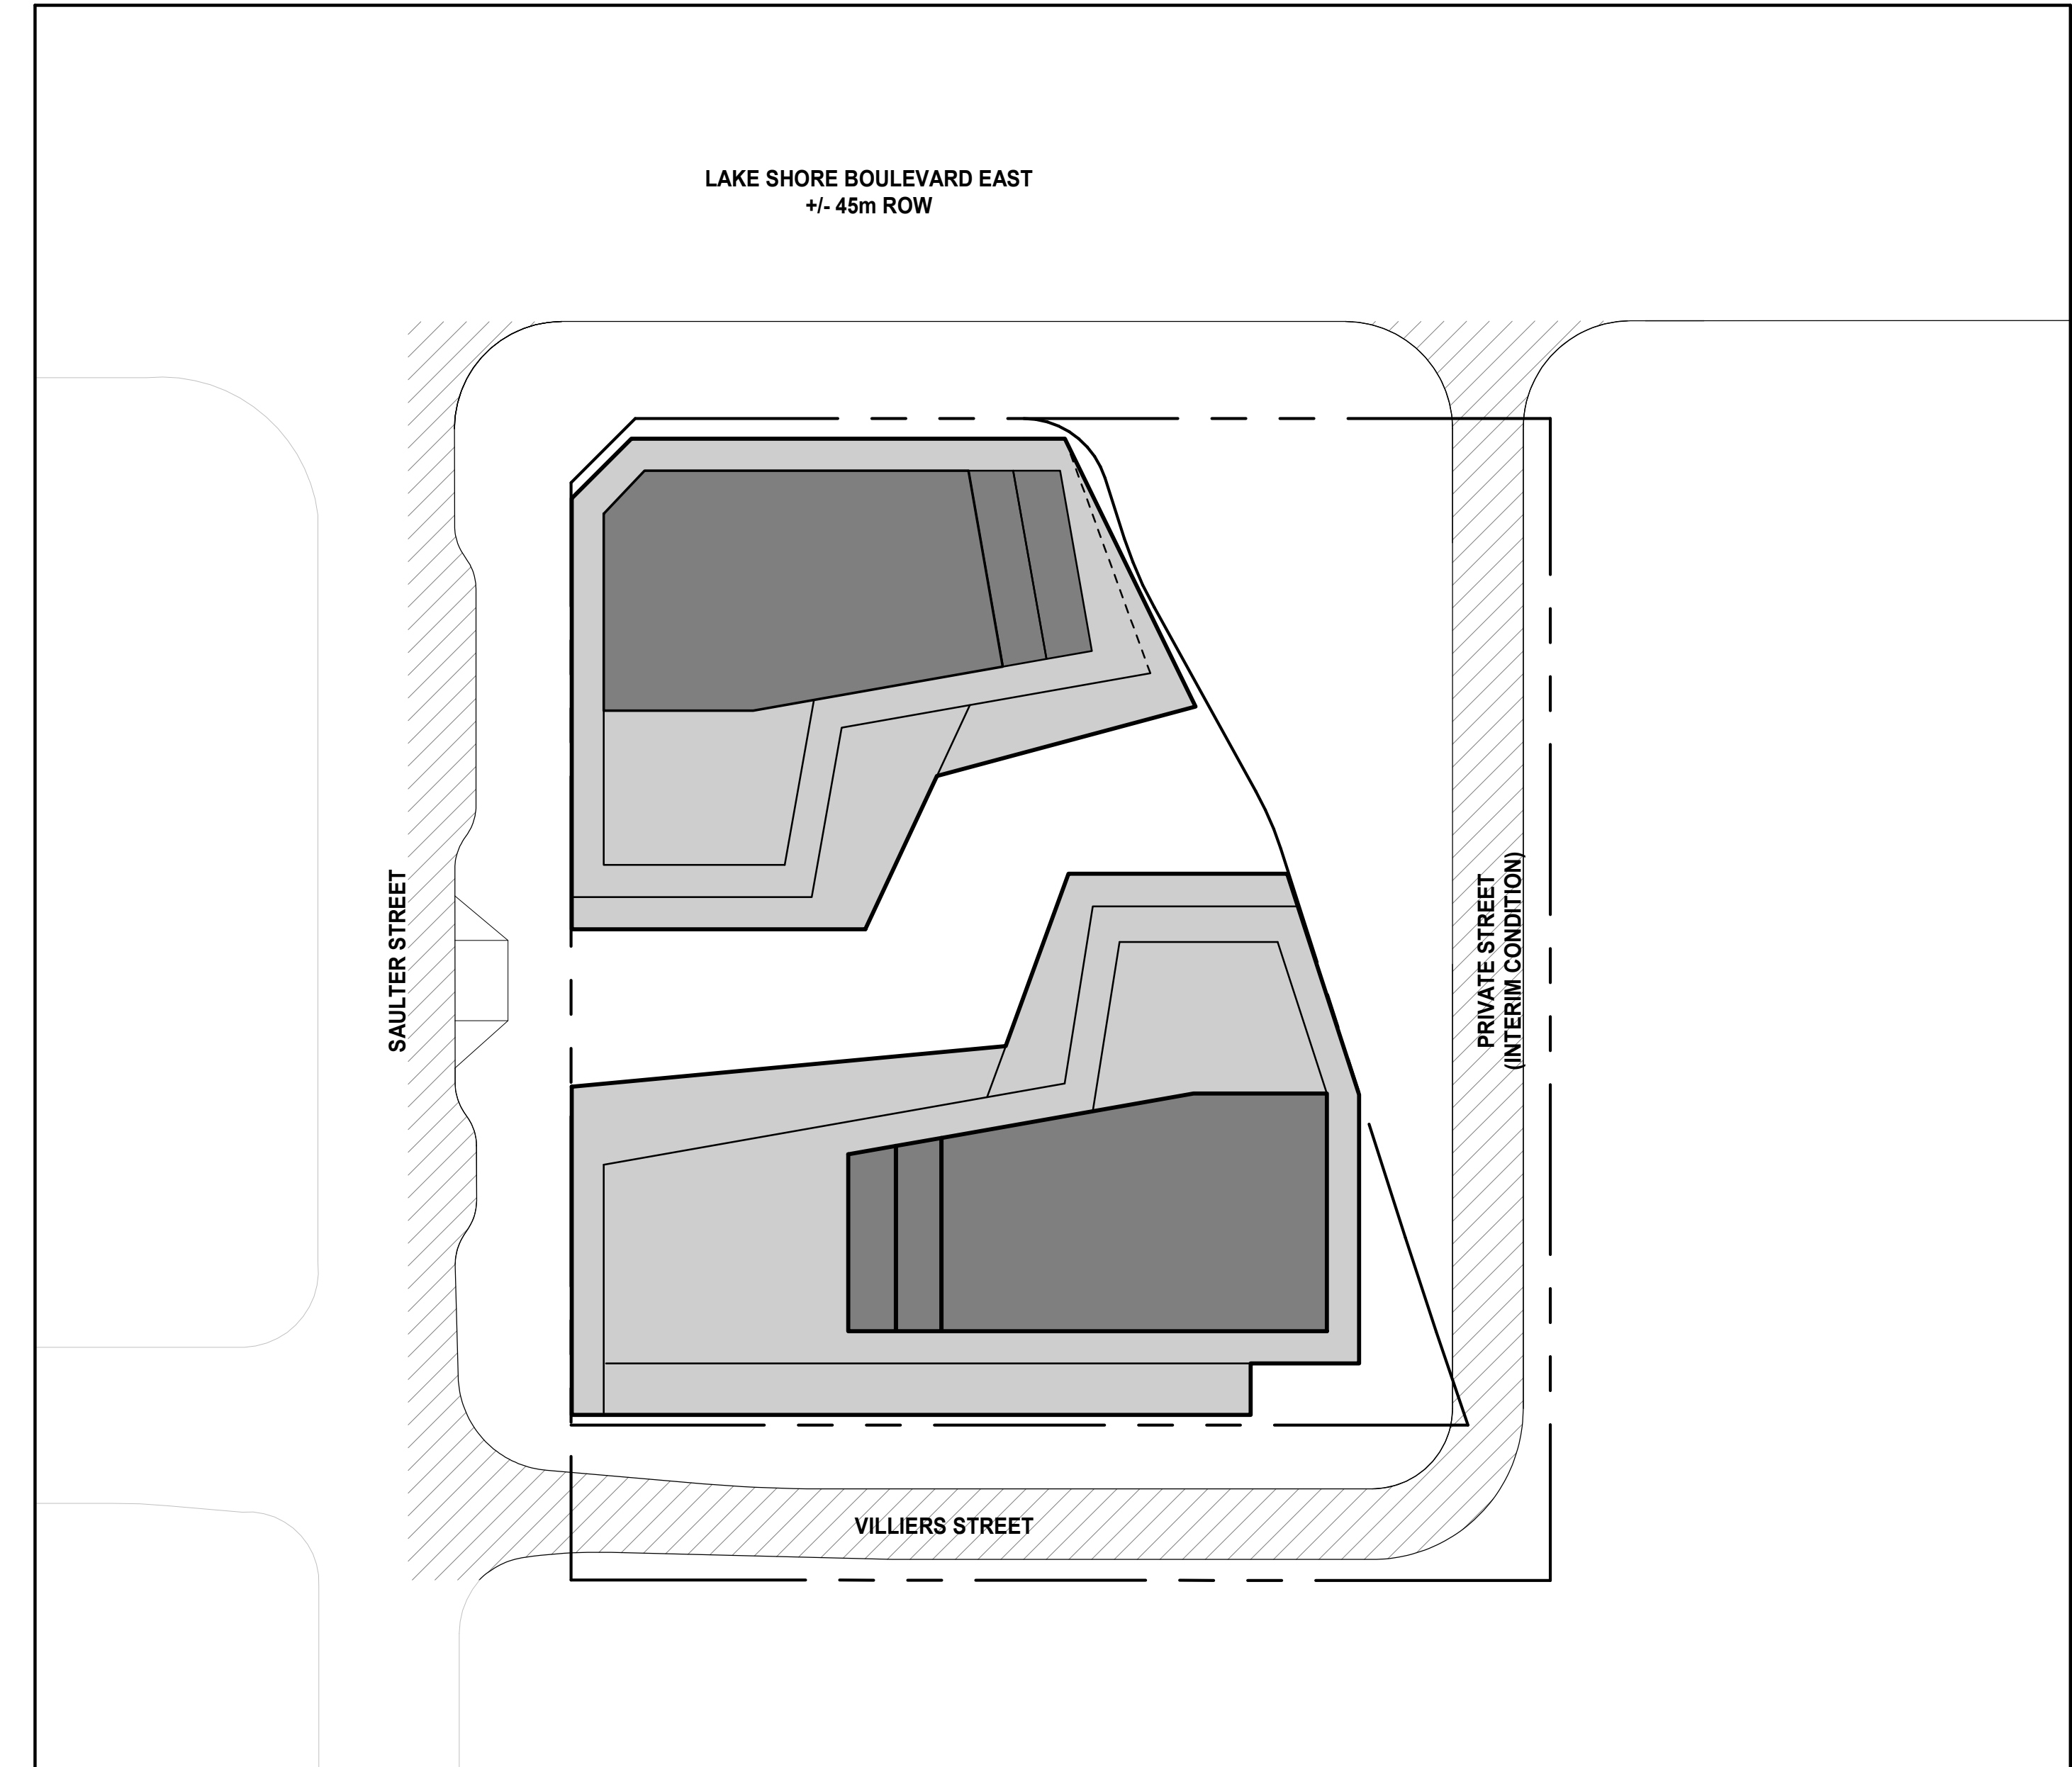 LAKE SHORE BOULEVARD EAST
+/- 45m ROW
SAULTER STREET
PRIVATE STREET
(INTERIM CONDITION)
VILLIERS STREET